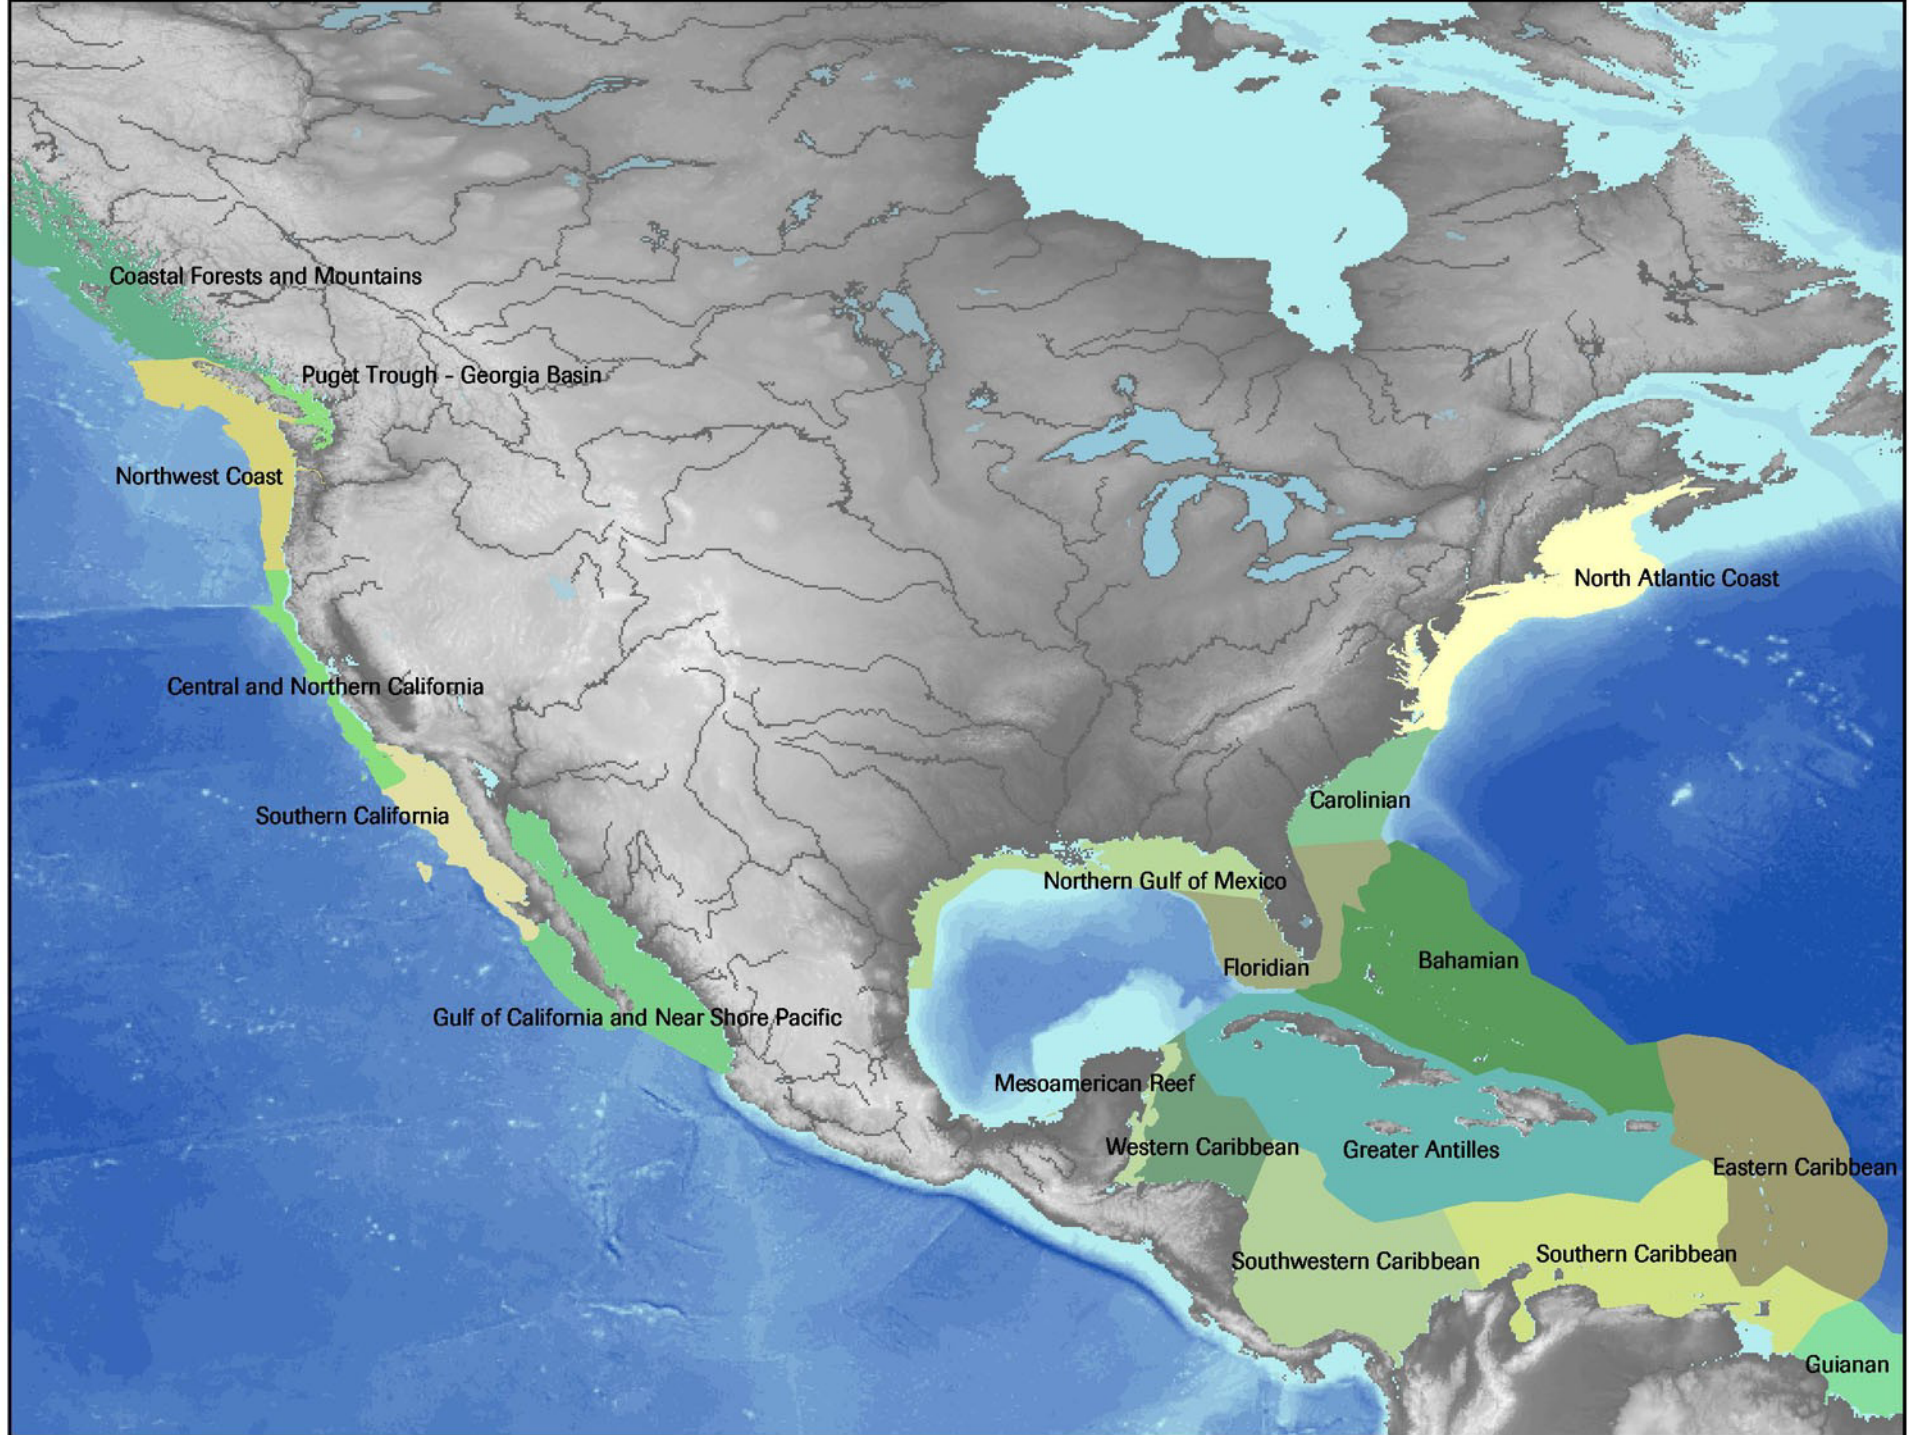 Coastal Forests and Mountains
Puget Trough - Georgia Basin
Northwest Coast
North Atlantic Coast
Central and Northern California
Carolinian
Southern California
Northern Gulf of Mexico
Bahamian
Floridian
Gulf of California and Near Shore Pacific
Mesoamerican Reef
Western Caribbean
Greater Antilles
Eastern Caribbean
Southern Caribbean
Southwestern Caribbean
Guianan